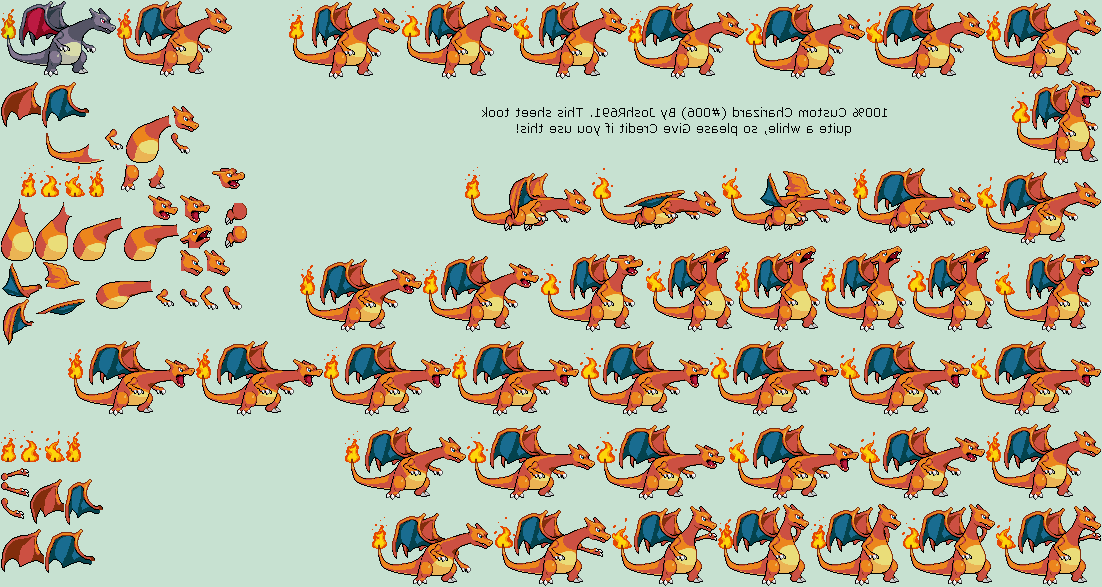 100% Custom Charizard (#006) By JoshR691. This sheet took
quite a while, so please Give Credit if you use this!